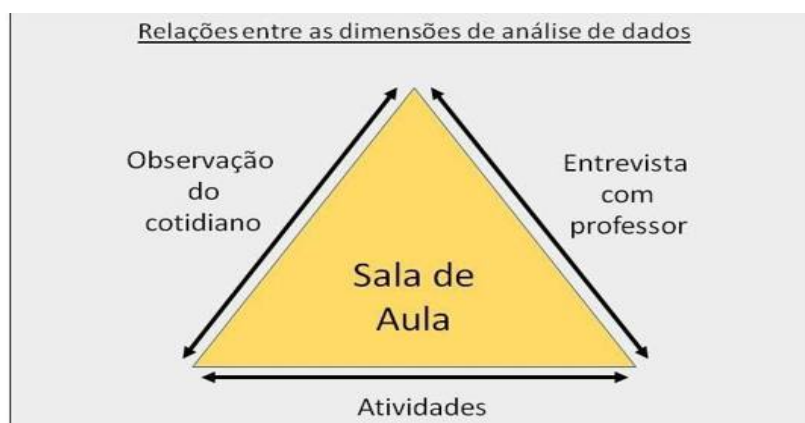 Relações entre as dimensões de análise de dados
Observação
do
cotidiano
Entrevista
com
professor
Sala de
Aula
Atividades